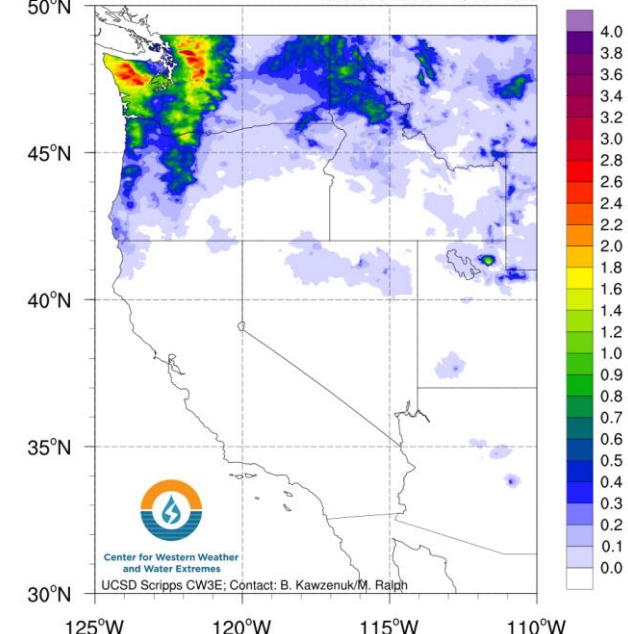 50°N
4.0
3.8
3.6
3.4
3.2
3.0
2.8
2.6
2.4
2.2
2.0
1.8
1.6
1.4
1.2
1.0
0.9
0.8
0.7
0.6
0.5
0.4
0.3
0.2
0.1
0.0
45°N
40°N
35°N
Center for Western Weather
and Water Extremes
UCSD Scripps CW3E; Contact: B. Kawzenuk/M. Ralph
30°N
125°W 120°W 115°W 110°W